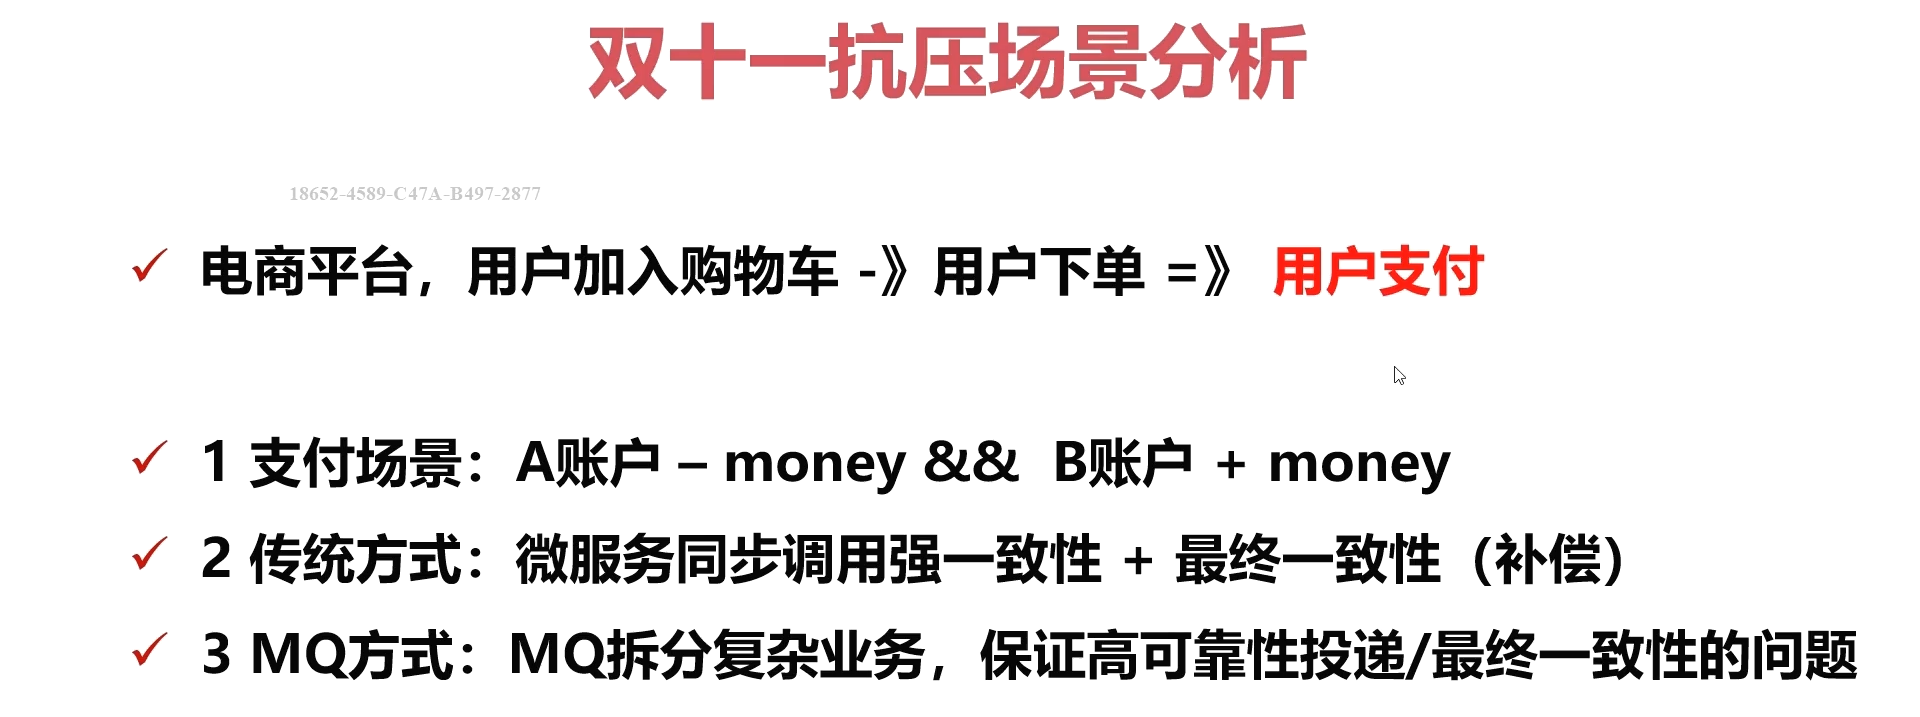 双十一抗压场景分析
18652-4589-C47A-B497-2877
✓ 电商平台，用户加入购物车 -》用户下单 =》 用户支付
✓ 1 支付场景：A账户 – money && B账户 + money
✓ 2 传统方式：微服务同步调用强一致性 + 最终一致性（补偿）
✓ 3 MQ方式：MQ拆分复杂业务，保证高可靠性投递/最终一致性的问题